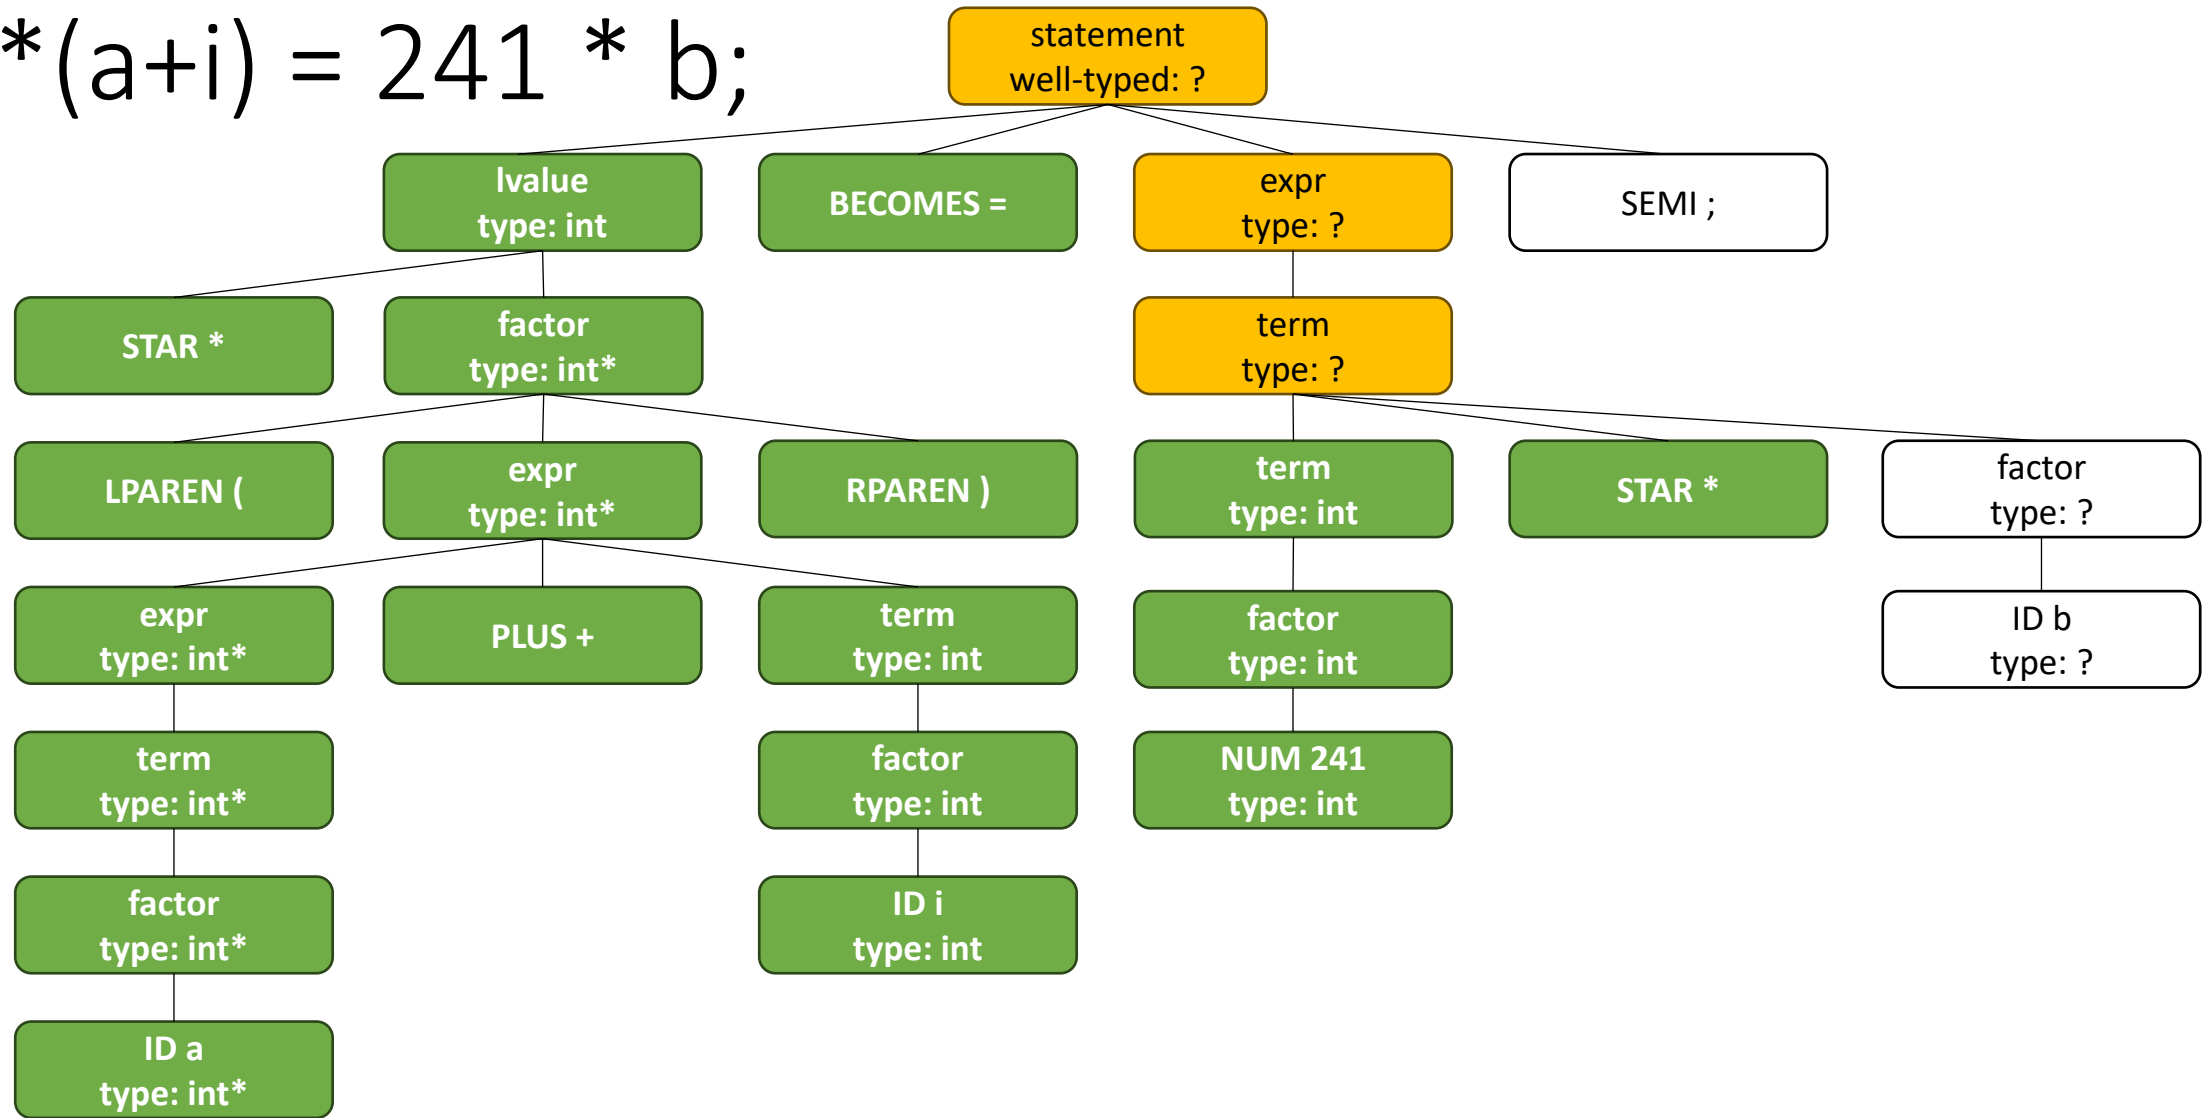 *(a+i) = 241 * b;
statement
well-typed: ?
lvalue
type: int
BECOMES =
expr
type: ?
SEMI ;
STAR *
factor
type: int*
term
type: ?
LPAREN (
expr
type: int*
RPAREN )
term
type: int
STAR *
factor
type: ?
expr
type: int*
PLUS +
term
type: int
factor
type: int
ID b
type: ?
term
type: int*
factor
type: int
NUM 241
type: int
factor
type: int*
ID i
type: int
ID a
type: int*